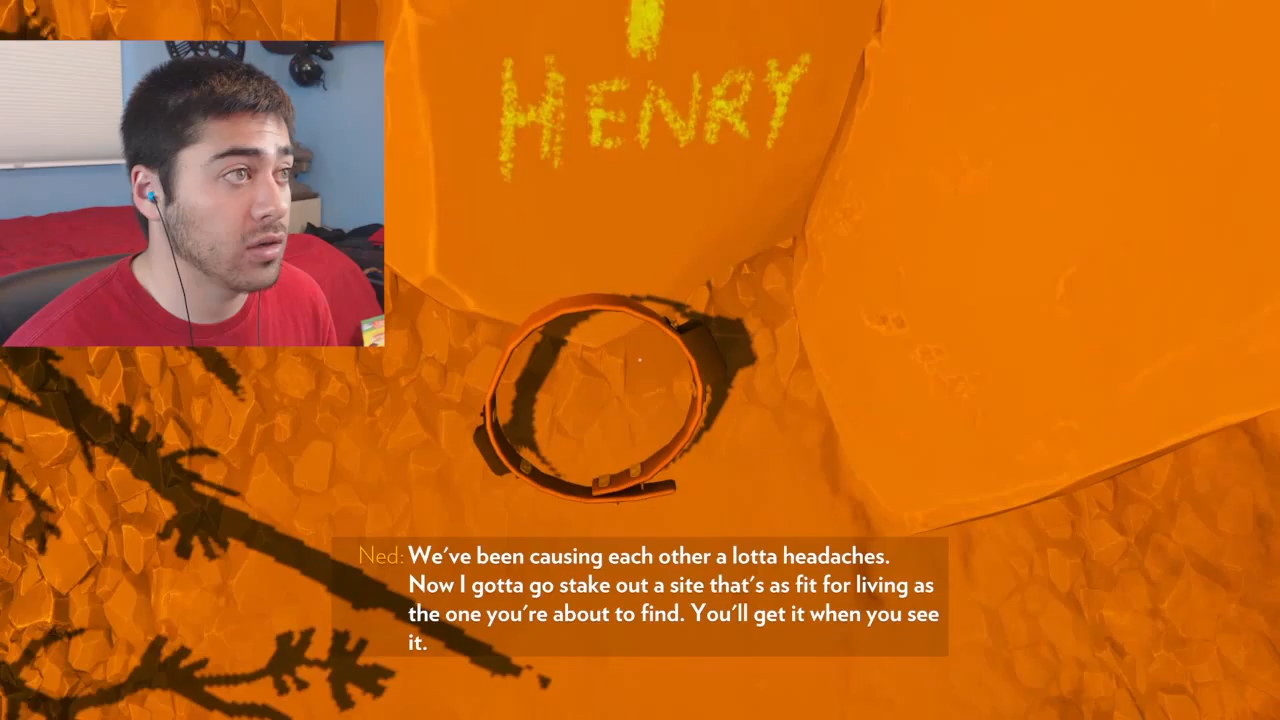 HENRY
Ned: We've been causing each other a lotta headaches.
Now I gotta go stake out a site that's as fit for living as
the one you're about to find. You'll get it when you see
it.